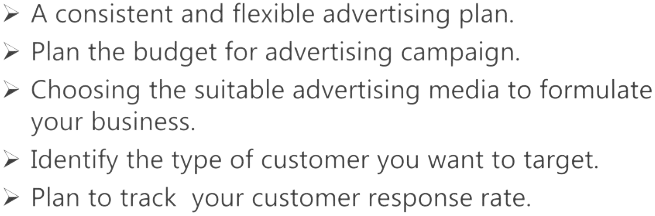 ➢ A consistent and flexible advertising plan.
➢ Plan the budget for advertising campaign.
➢ Choosing the suitable advertising media to formulate
your business.
➢ Identify the type of customer you want to target.
➢ Plan to track  your customer response rate.